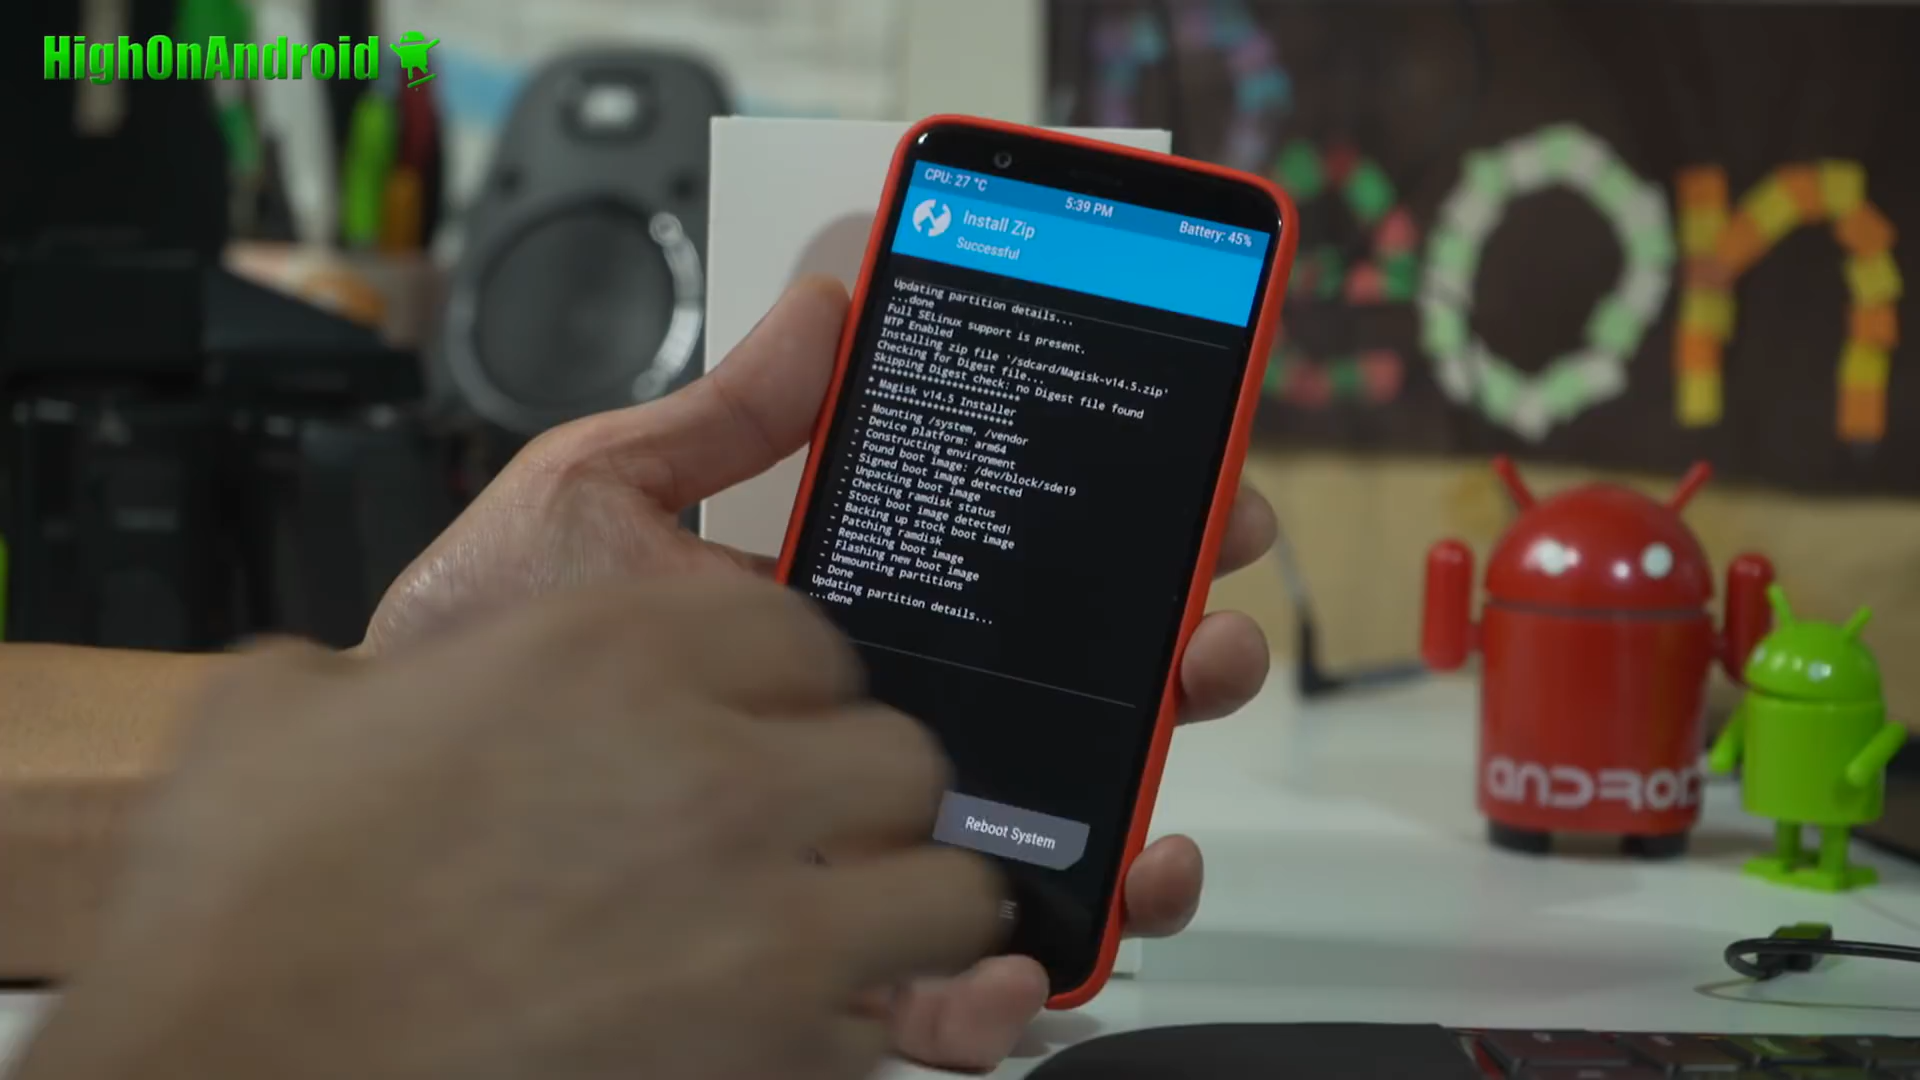 HighOnAndroid
CPU: 27 °C
5:39 PM
Battery: 45%
Install Zip
Successful
Updating partition details...
...done
Full SELinux support is present.
MTP Enabled
Installing zip file '/sdcard/Magisk-v14.5.zip'
Checking for Digest file...
Skipping Digest check: no Digest file found
************************
* Magisk v14.5 Installer
************************
- Mounting /system, /vendor
- Device platform: arm64
- Constructing environment
- Found boot image: /dev/block/sde19
- Signed boot image detected
- Unpacking boot image
- Checking ramdisk status
- Stock boot image detected!
- Backing up stock boot image
- Patching ramdisk
- Repacking boot image
- Flashing new boot image
- Unmounting partitions
- Done
Updating partition details...
...done
Reboot System
ANDROID